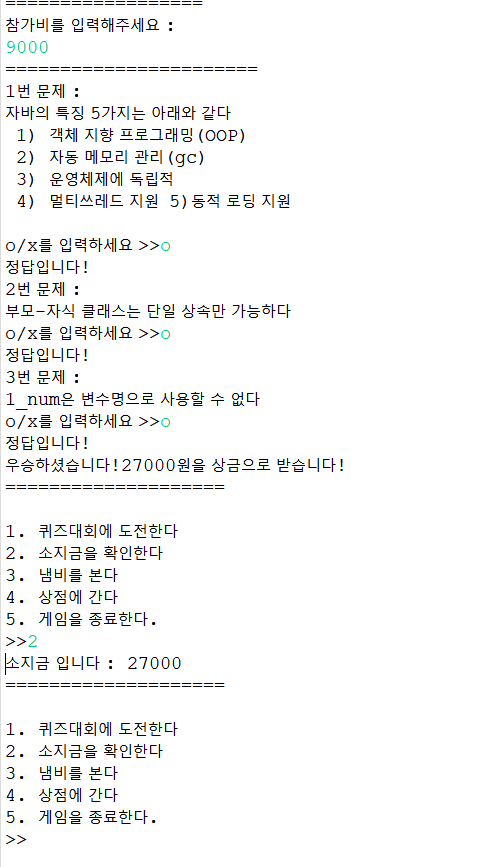 ==================
참가비를 입력해주세요 :
9000
=======================
1번 문제 :
자바의 특징 5가지는 아래와 같다
1) 객체 지향 프로그래밍(OOP)
2) 자동 메모리 관리(gc)
3) 운영체제에 독립적
4) 멀티쓰레드 지원 5)동적 로딩 지원
o/x를 입력하세요 >>o
정답입니다!
2번 문제 :
부모-자식 클래스는 단일 상속만 가능하다
o/x를 입력하세요 >>o
정답입니다!
3번 문제 :
1_num은 변수명으로 사용할 수 없다
o/x를 입력하세요 >>o
정답입니다!
우승하셨습니다!27000원을 상금으로 받습니다!
====================
1. 퀴즈대회에 도전한다
2. 소지금을 확인한다
3. 냄비를 본다
4. 상점에 간다
5. 게임을 종료한다.
>>2
소지금 입니다 : 27000
====================
1. 퀴즈대회에 도전한다
2. 소지금을 확인한다
3. 냄비를 본다
4. 상점에 간다
5. 게임을 종료한다.
>>